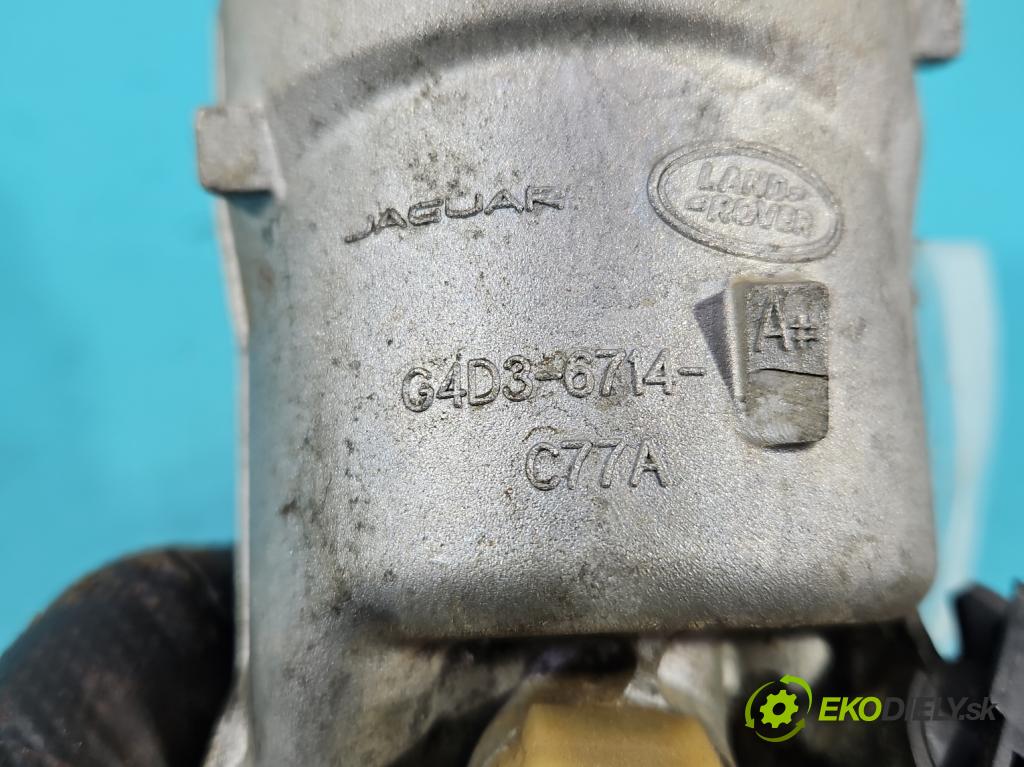 JAGUAR
LAND-
-ROVER
A#
G4D3-6714-
C77A
EKODIELY.sk